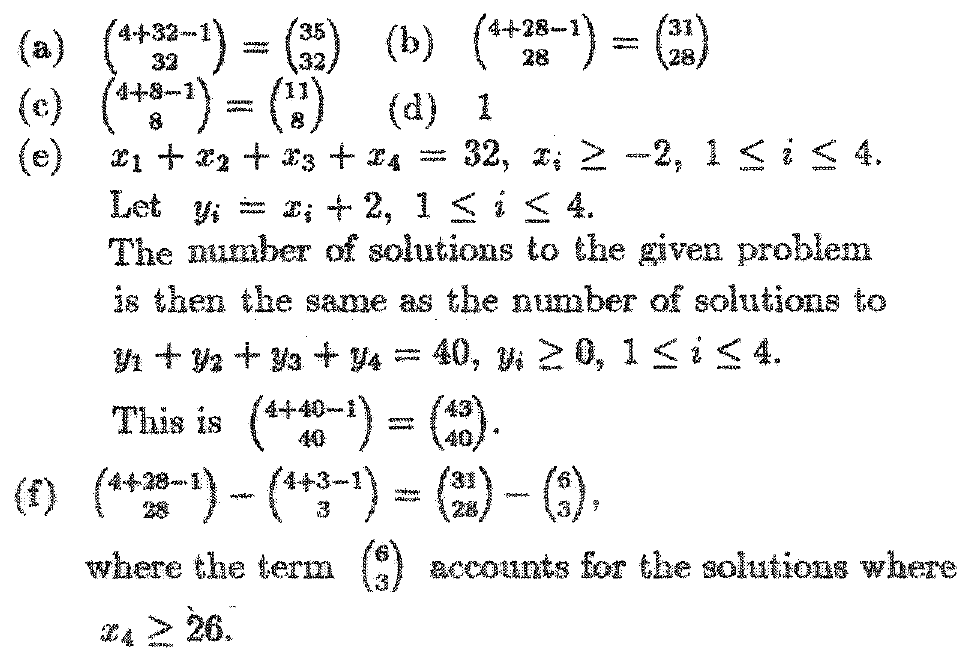 (a) $\binom{4+32-1}{32} = \binom{35}{32}$ (b) $\binom{4+28-1}{28} = \binom{31}{28}$
(c) $\binom{4+8-1}{8} = \binom{11}{8}$ (d) 1
(e) $x_1 + x_2 + x_3 + x_4 = 32,\ x_i \geq -2,\ 1 \leq i \leq 4.$
Let $y_i = x_i + 2,\ 1 \leq i \leq 4.$
The number of solutions to the given problem
is then the same as the number of solutions to
$y_1 + y_2 + y_3 + y_4 = 40,\ y_i \geq 0,\ 1 \leq i \leq 4.$
This is $\binom{4+40-1}{40} = \binom{43}{40}.$
(f) $\binom{4+28-1}{28} - \binom{4+3-1}{3} = \binom{31}{28} - \binom{6}{3},$
where the term $\binom{6}{3}$ accounts for the solutions where
$x_4 \geq 26.$